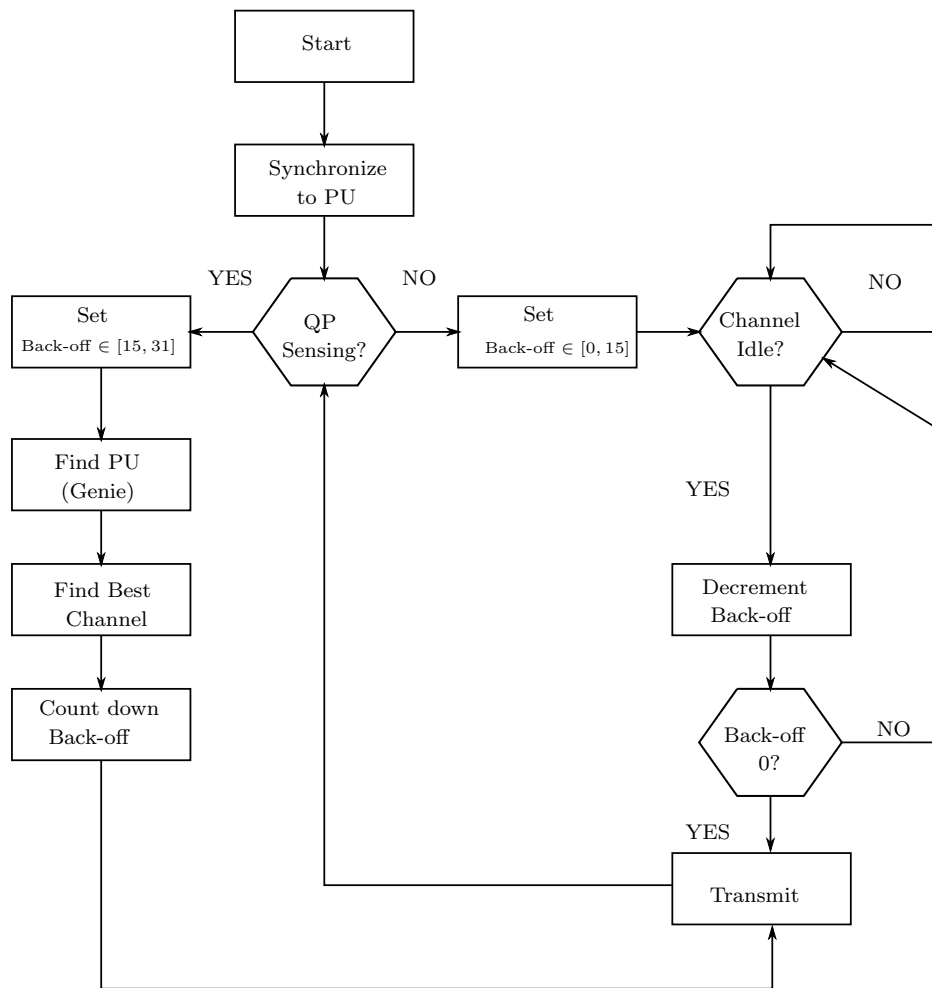 Start
Synchronize
to PU
YES
NO
QP
Sensing?
Set
Back-off ∈ [15, 31]
Set
Back-off ∈ [0, 15]
Channel
Idle?
NO
Find PU
(Genie)
YES
Find Best
Channel
Decrement
Back-off
Count down
Back-off
Back-off
0?
NO
YES
Transmit